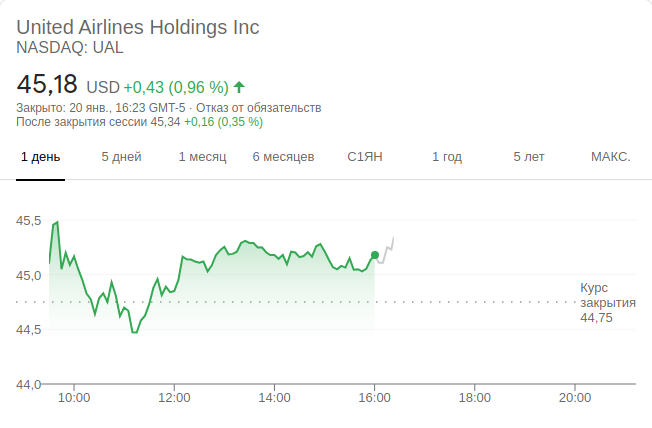 United Airlines Holdings Inc
NASDAQ: UAL
45,18 USD +0,43 (0,96 %)
Закрыто: 20 янв., 16:23 GMT-5 · Отказ от обязательств
После закрытия сессии 45,34 +0,16 (0,35 %)
1 день 5 дней 1 месяц 6 месяцев С1ЯН 1 год 5 лет МАКС.
45,5
45,0
Курс
закрытия
44,75
44,5
44,0
10:00 12:00 14:00 16:00 18:00 20:00